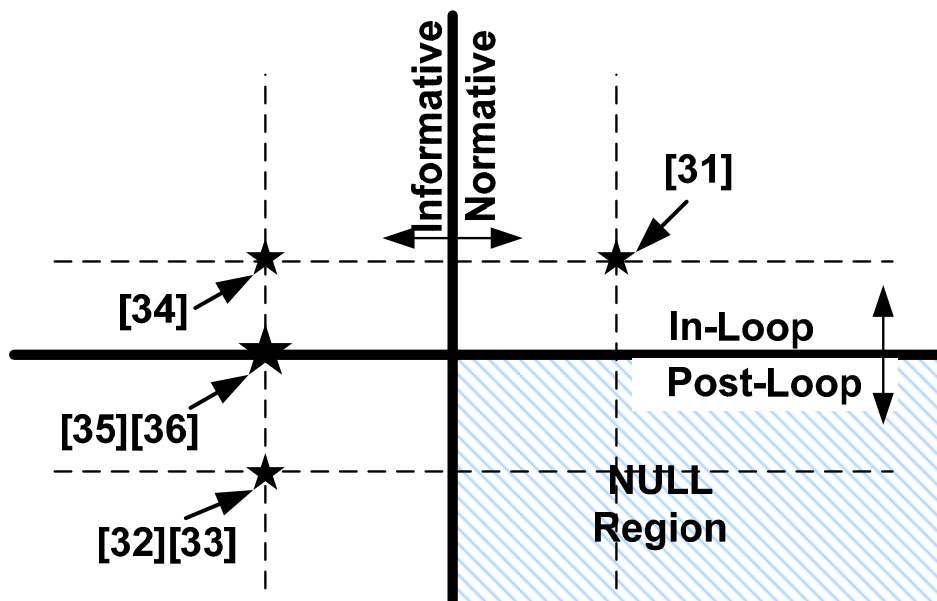 Informative
Normative
[31]
[34]
In-Loop
Post-Loop
[35][36]
NULL
Region
[32][33]